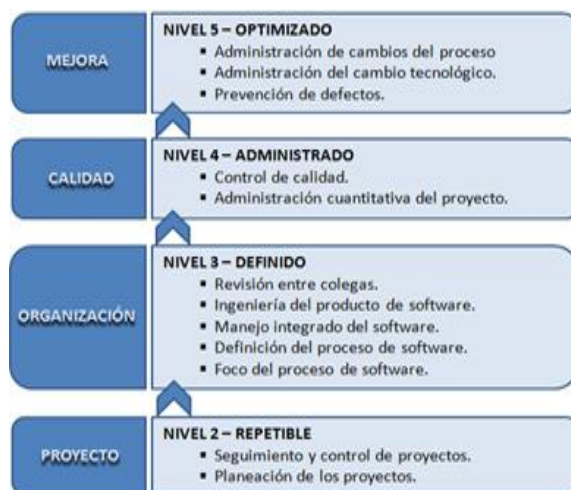 MEJORA
NIVEL 5 – OPTIMIZADO
▪ Administración de cambios del proceso
▪ Administración del cambio tecnológico.
▪ Prevención de defectos.
CALIDAD
NIVEL 4 – ADMINISTRADO
▪ Control de calidad.
▪ Administración cuantitativa del proyecto.
ORGANIZACIÓN
NIVEL 3 – DEFINIDO
▪ Revisión entre colegas.
▪ Ingeniería del producto de software.
▪ Manejo integrado del software.
▪ Definición del proceso de software.
▪ Foco del proceso de software.
PROYECTO
NIVEL 2 – REPETIBLE
▪ Seguimiento y control de proyectos.
▪ Planeación de los proyectos.